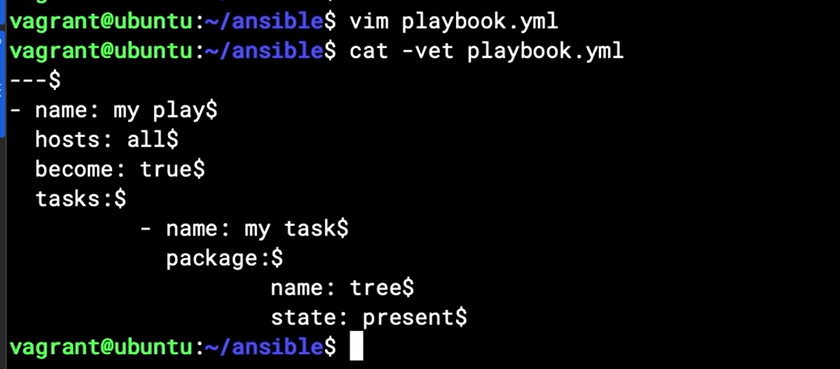 vagrant@ubuntu:~/ansible$ vim playbook.yml
vagrant@ubuntu:~/ansible$ cat -vet playbook.yml
---$
- name: my play$
  hosts: all$
  become: true$
  tasks:$
          - name: my task$
            package:$
                    name: tree$
                    state: present$
vagrant@ubuntu:~/ansible$